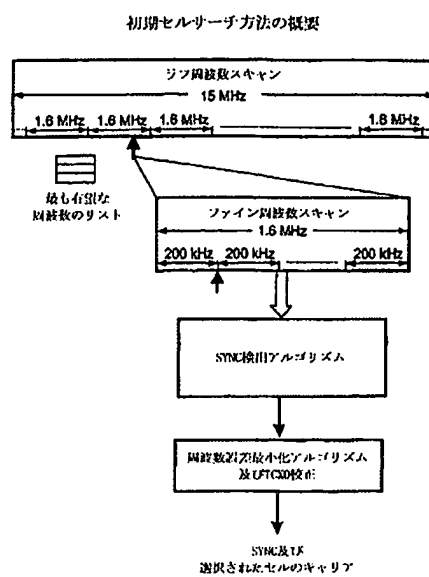 初期セルサーチ方法の概要
ジフ周波数スキャン
15 MHz
1.6 MHz 1.6 MHz 1.6 MHz 1.6 MHz
最も有望な
周波数のリスト
ファイン周波数スキャン
1.6MHz
200 kHz 200 kHz 200 kHz
SYNC検出アルゴリズム
周波数誤差最小化アルゴリズム
及びTCXO校正
SYNC及び
選択されたセルのキャリア